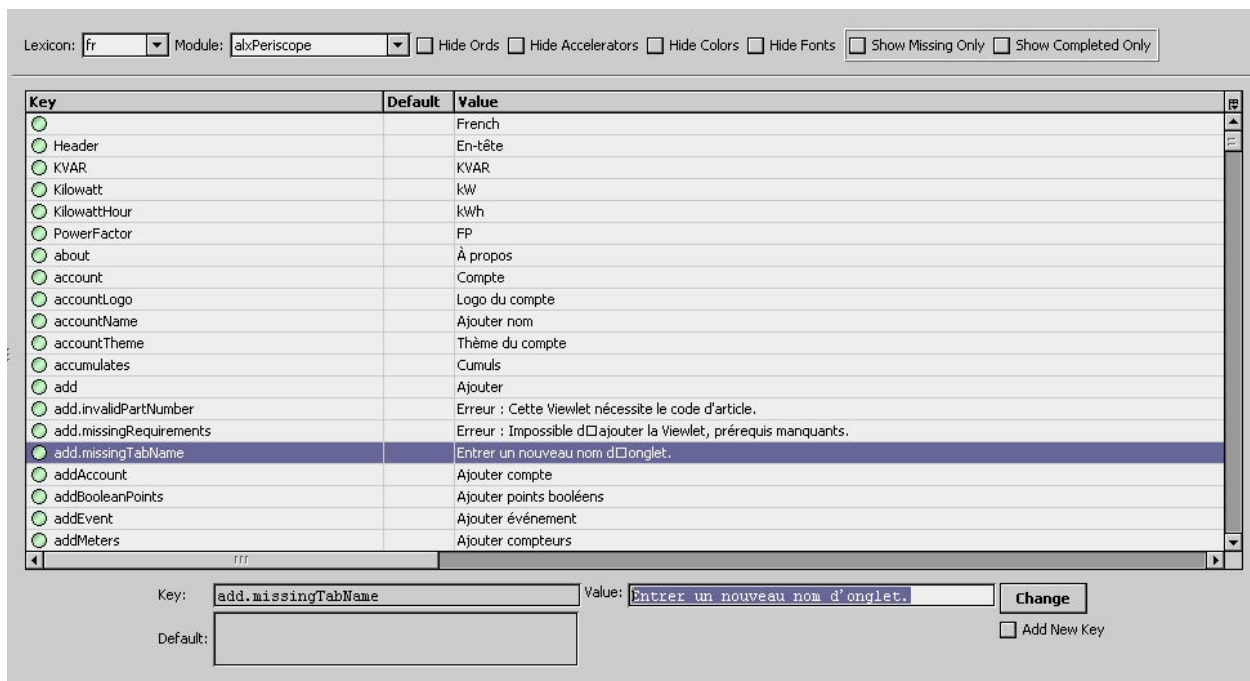 Lexicon: fr Module: alxPeriscope Hide Ords Hide Accelerators Hide Colors Hide Fonts Show Missing Only Show Completed Only
Key Default Value
French
Header En-tête
KVAR KVAR
Kilowatt kW
KilowattHour kWh
PowerFactor FP
about À propos
account Compte
accountLogo Logo du compte
accountName Ajouter nom
accountTheme Thème du compte
accumulates Cumuls
add Ajouter
add.invalidPartNumber Erreur : Cette Viewlet nécessite le code d'article.
add.missingRequirements Erreur : Impossible d□ajouter la Viewlet, prérequis manquants.
add.missingTabName Entrer un nouveau nom d□onglet.
addAccount Ajouter compte
addBooleanPoints Ajouter points booléens
addEvent Ajouter événement
addMeters Ajouter compteurs
Key: add.missingTabName Value: Entrer un nouveau nom d’onglet. Change
Default: Add New Key